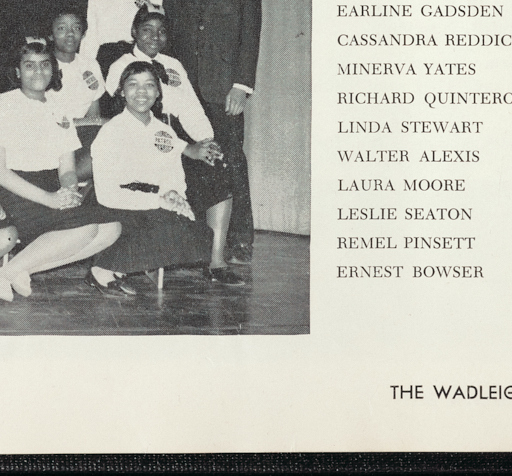 EARLINE GADSDEN
CASSANDRA REDDIC
MINERVA YATES
RICHARD QUINTERO
LINDA STEWART
WALTER ALEXIS
LAURA MOORE
LESLIE SEATON
REMEL PINSETT
ERNEST BOWSER
THE WADLEIG